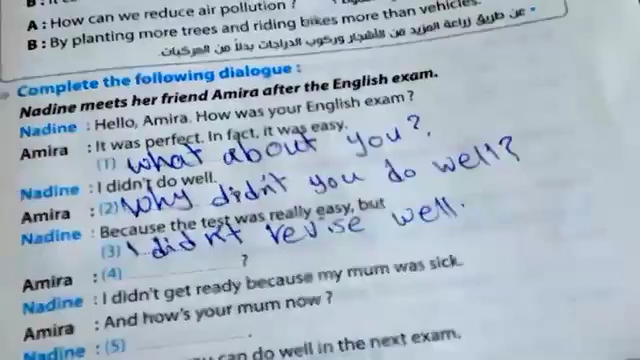 A : How can we reduce air pollution ?
B : By planting more trees and riding bikes more than vehicles.
• عن طريق زراعة المزيد من الأشجار وركوب الدراجات بدلاً من المركبات.
Complete the following dialogue :
Nadine meets her friend Amira after the English exam.
Nadine : Hello, Amira. How was your English exam ?
Amira : It was perfect. In fact, it was easy.
(1) what about you?.
Nadine : I didn't do well.
Amira : (2) Why didn't you do well?
Nadine : Because the test was really easy, but
(3) I didn't revise well.
Amira : (4) ?
Nadine : I didn't get ready because my mum was sick.
Amira : And how's your mum now ?
Nadine : (5)
can do well in the next exam.